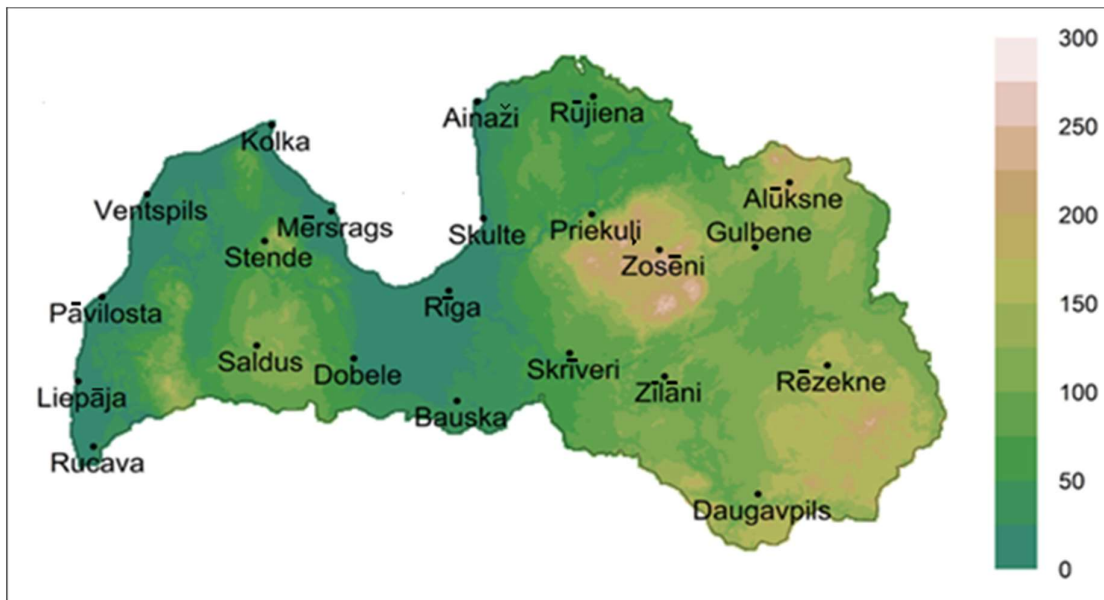 300
250
200
150
100
50
0
Ainaži
Rūjiena
Kolka
Ventspils
Mērsrags
Stende
Skulte
Priekuļi
Alūksne
Gulbene
Zosēni
Pāvilosta
Rīga
Saldus
Dobele
Skrīveri
Zīlāni
Rēzekne
Liepāja
Bauska
Rucava
Daugavpils